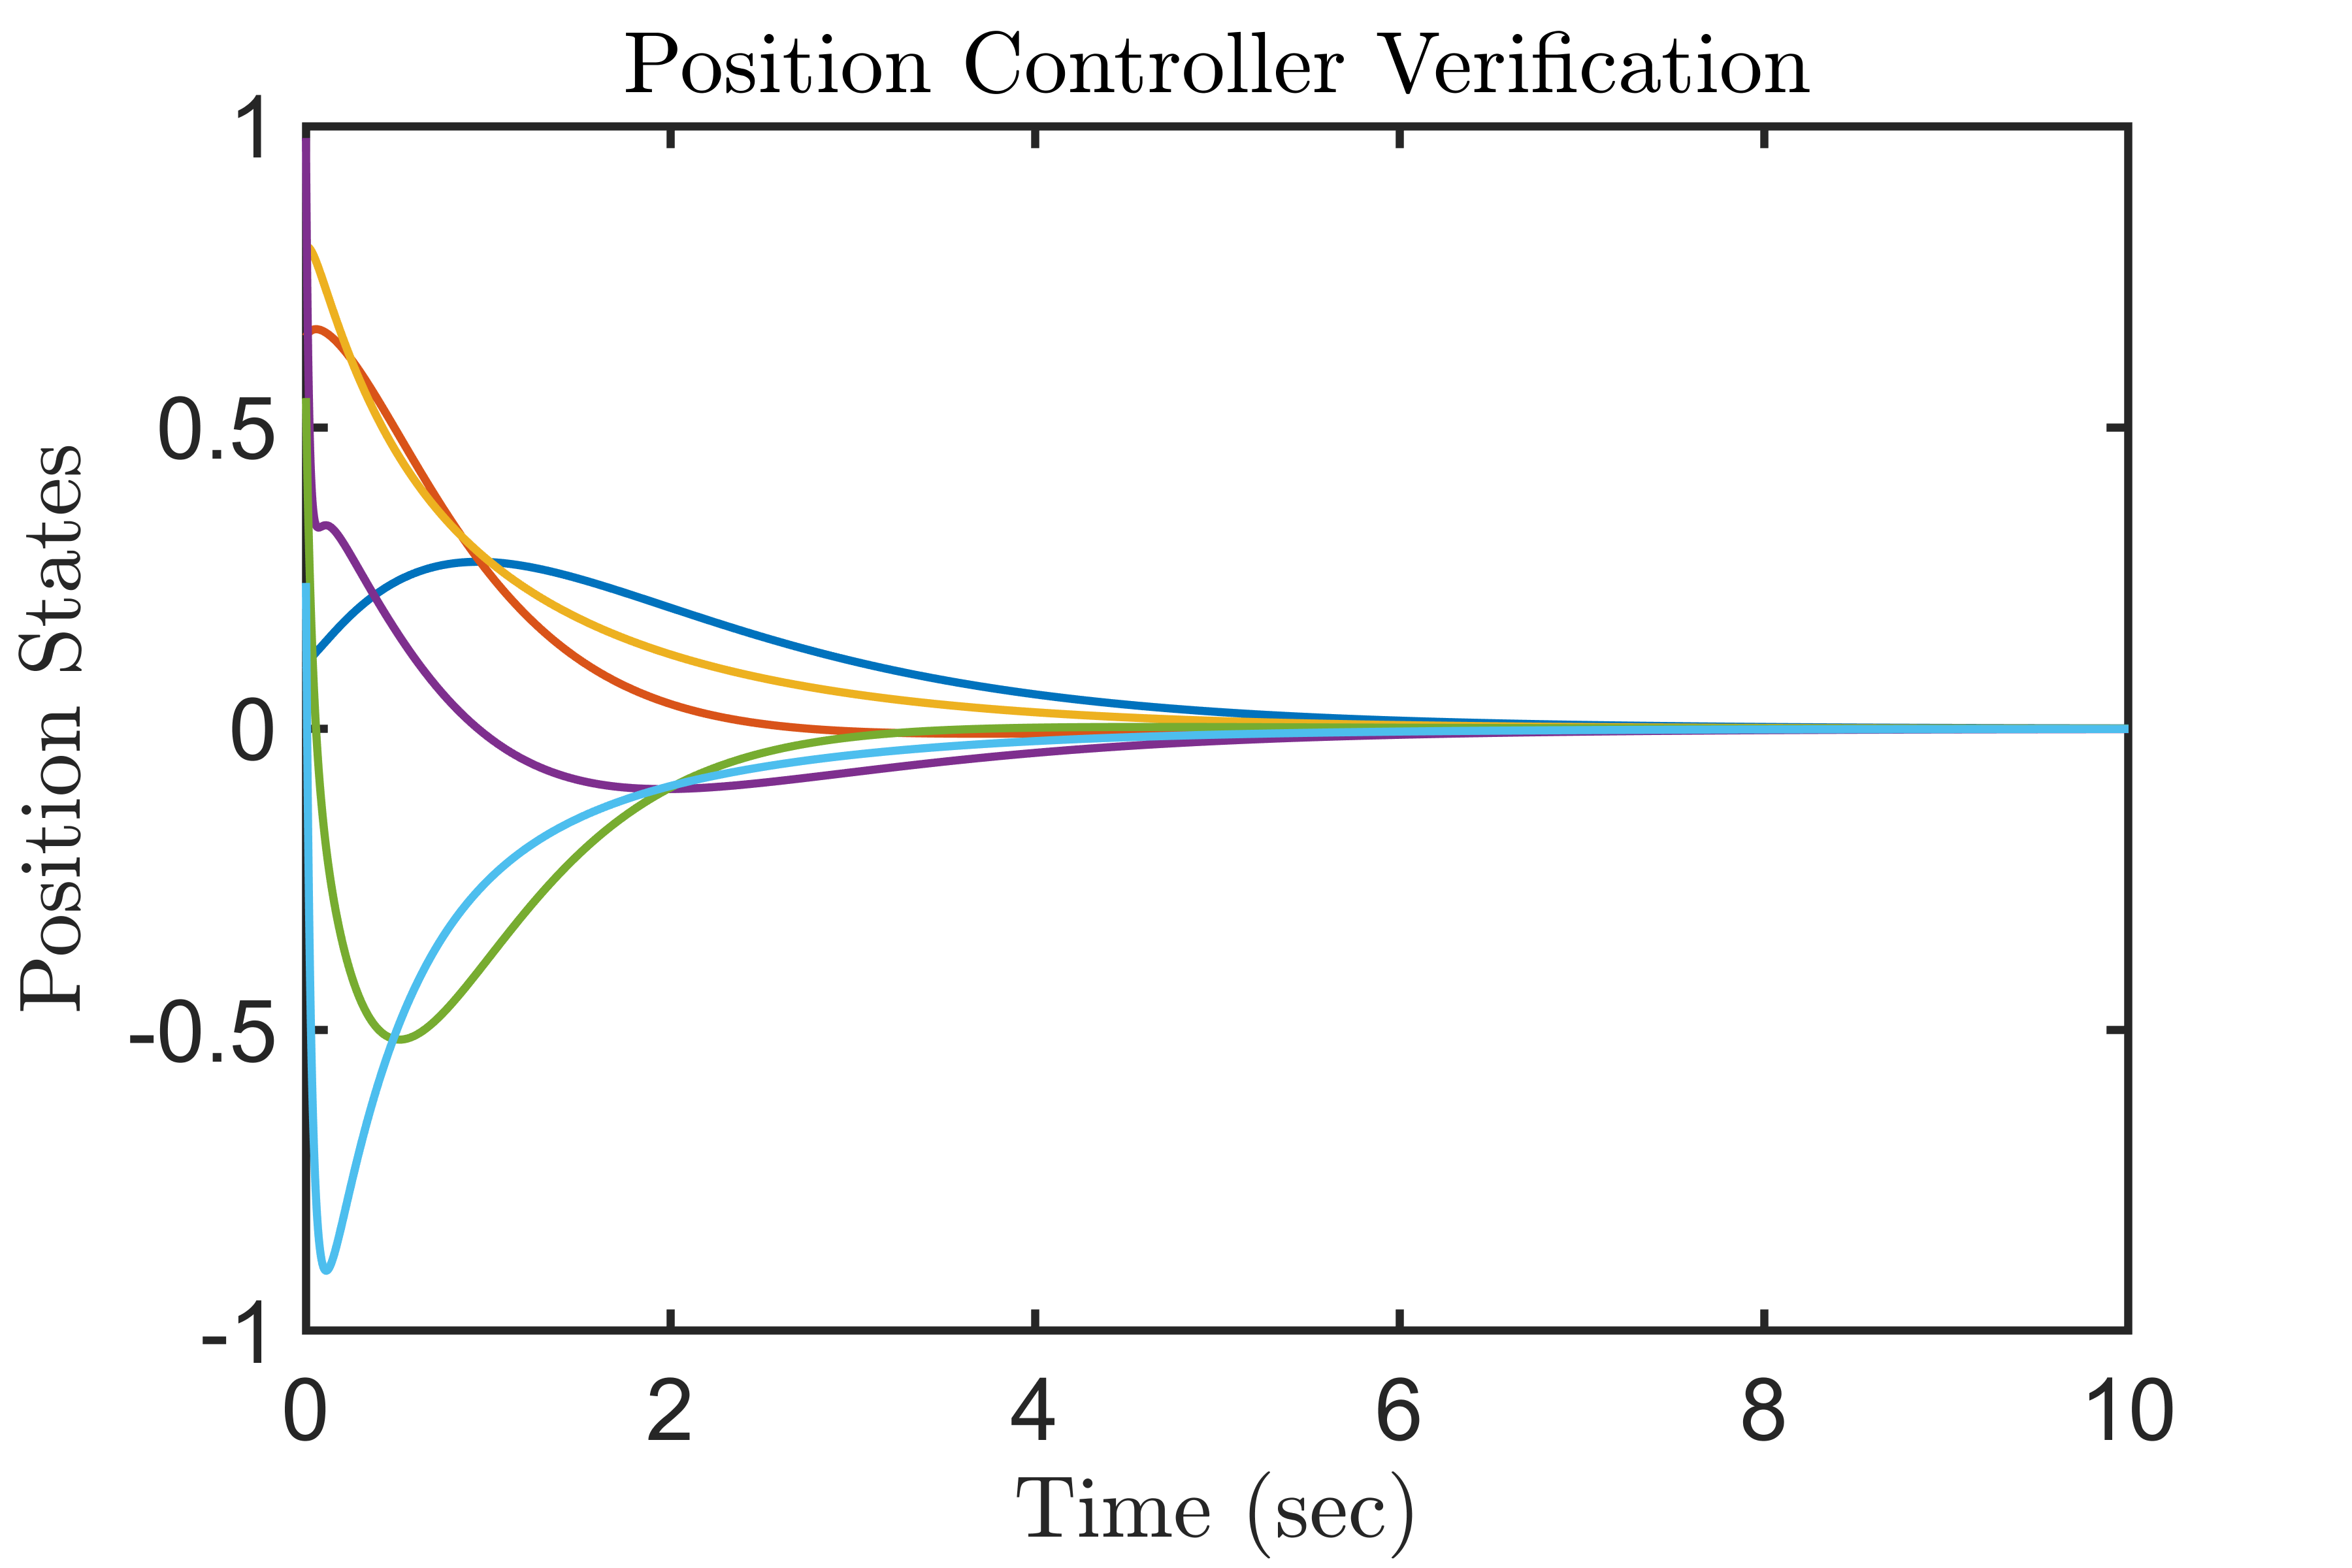 Position Controller Verification
1
0.5
0
-0.5
-1
Position States
0 2 4 6 8 10
Time (sec)